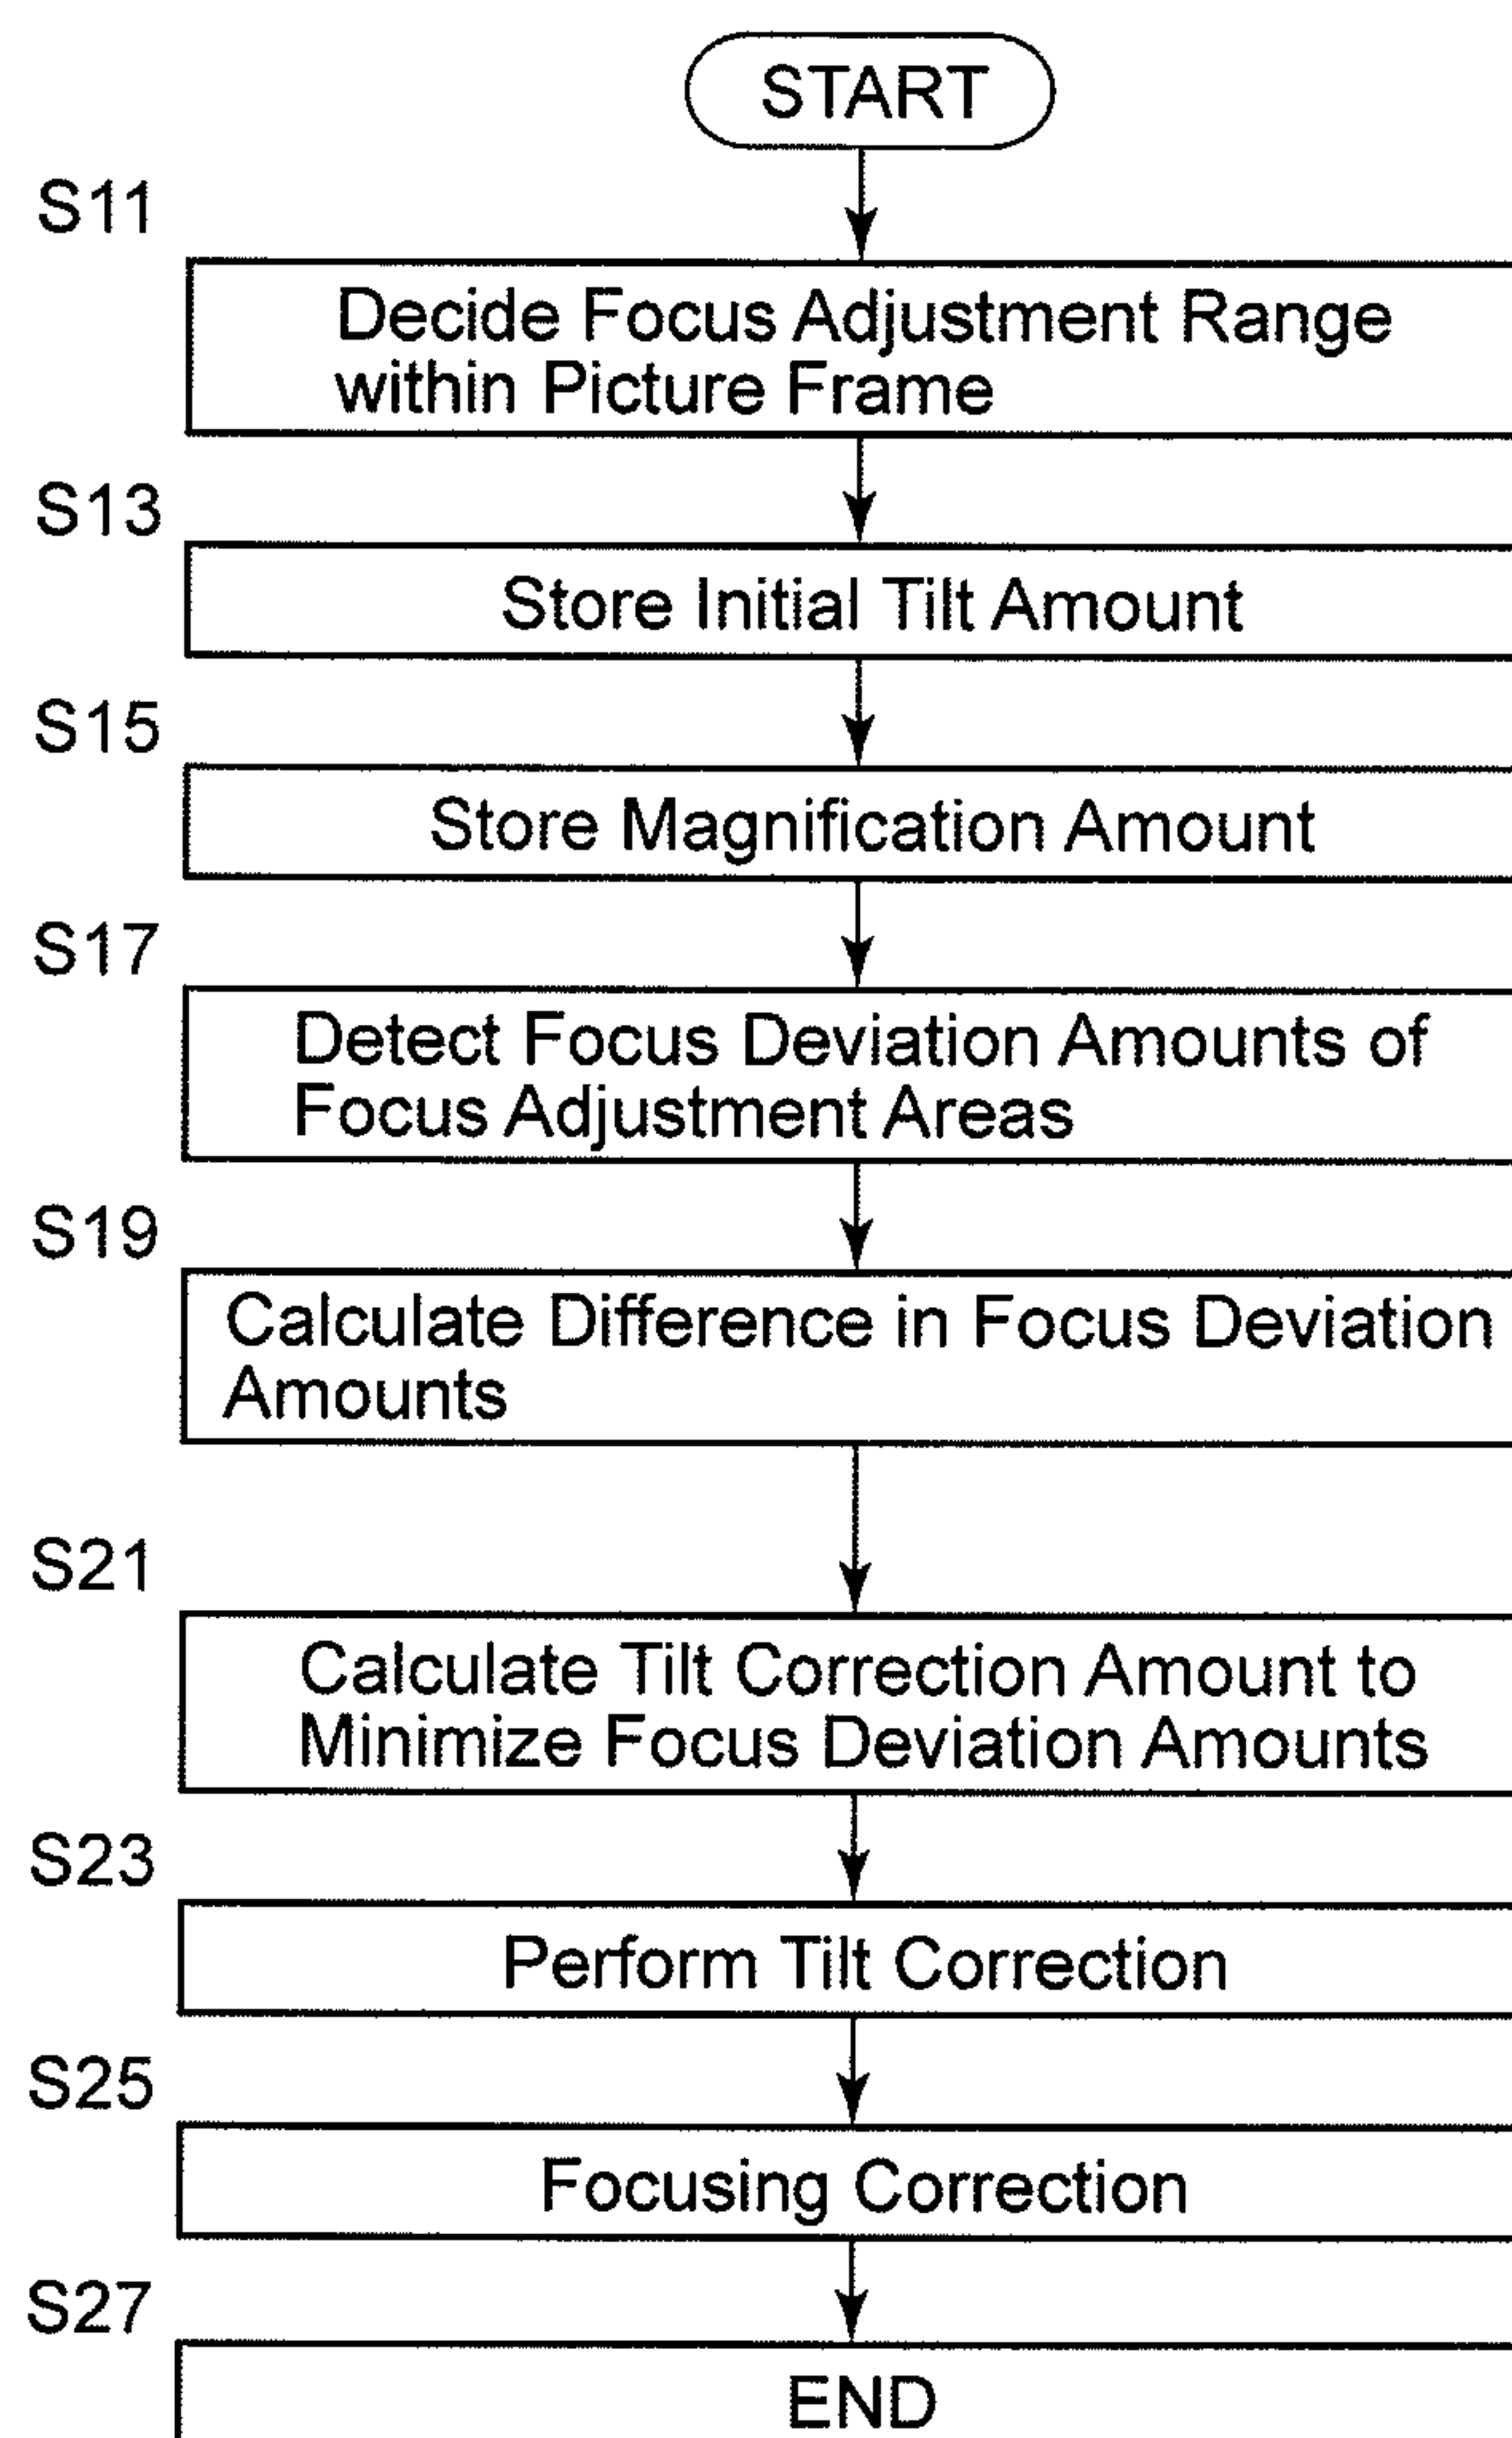 START
S11
Decide Focus Adjustment Range
within Picture Frame
S13
Store Initial Tilt Amount
S15
Store Magnification Amount
S17
Detect Focus Deviation Amounts of
Focus Adjustment Areas
S19
Calculate Difference in Focus Deviation
Amounts
S21
Calculate Tilt Correction Amount to
Minimize Focus Deviation Amounts
S23
Perform Tilt Correction
S25
Focusing Correction
S27
END